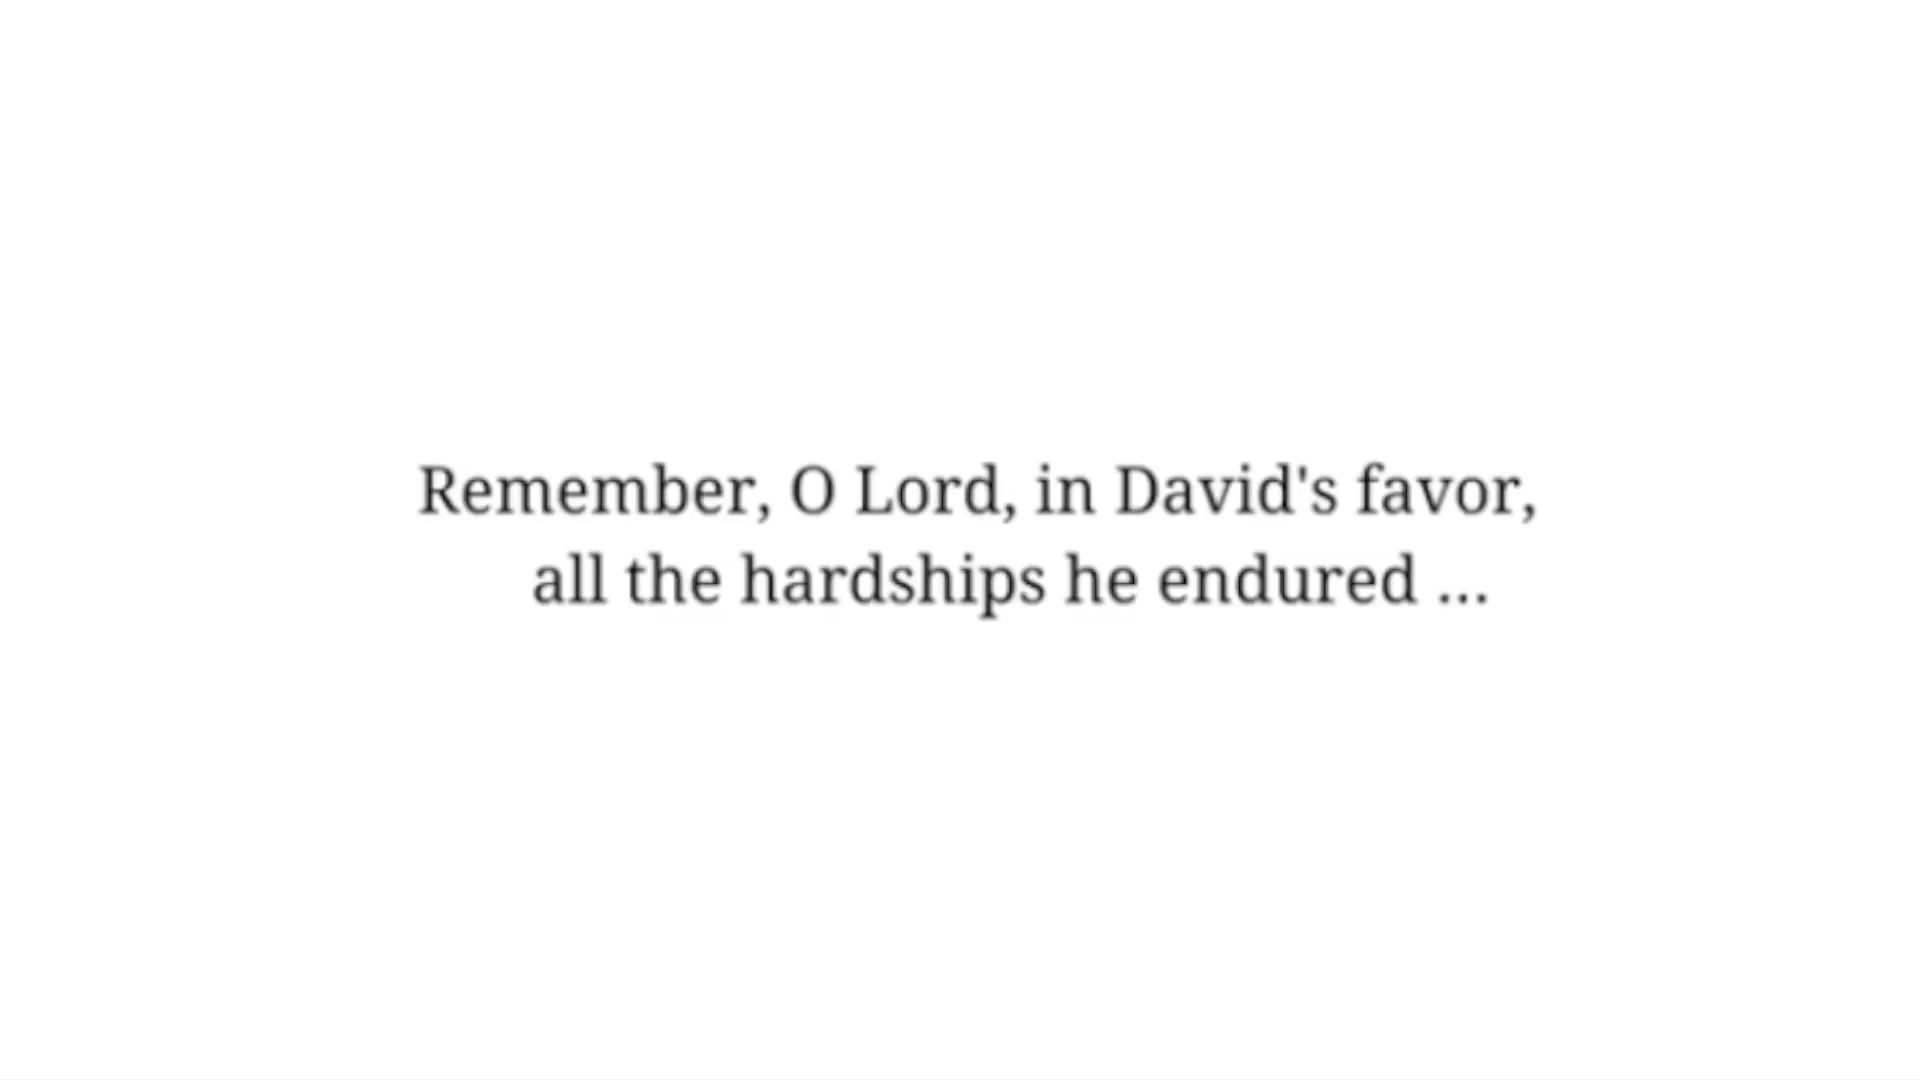 Remember, O Lord, in David's favor,
all the hardships he endured ...